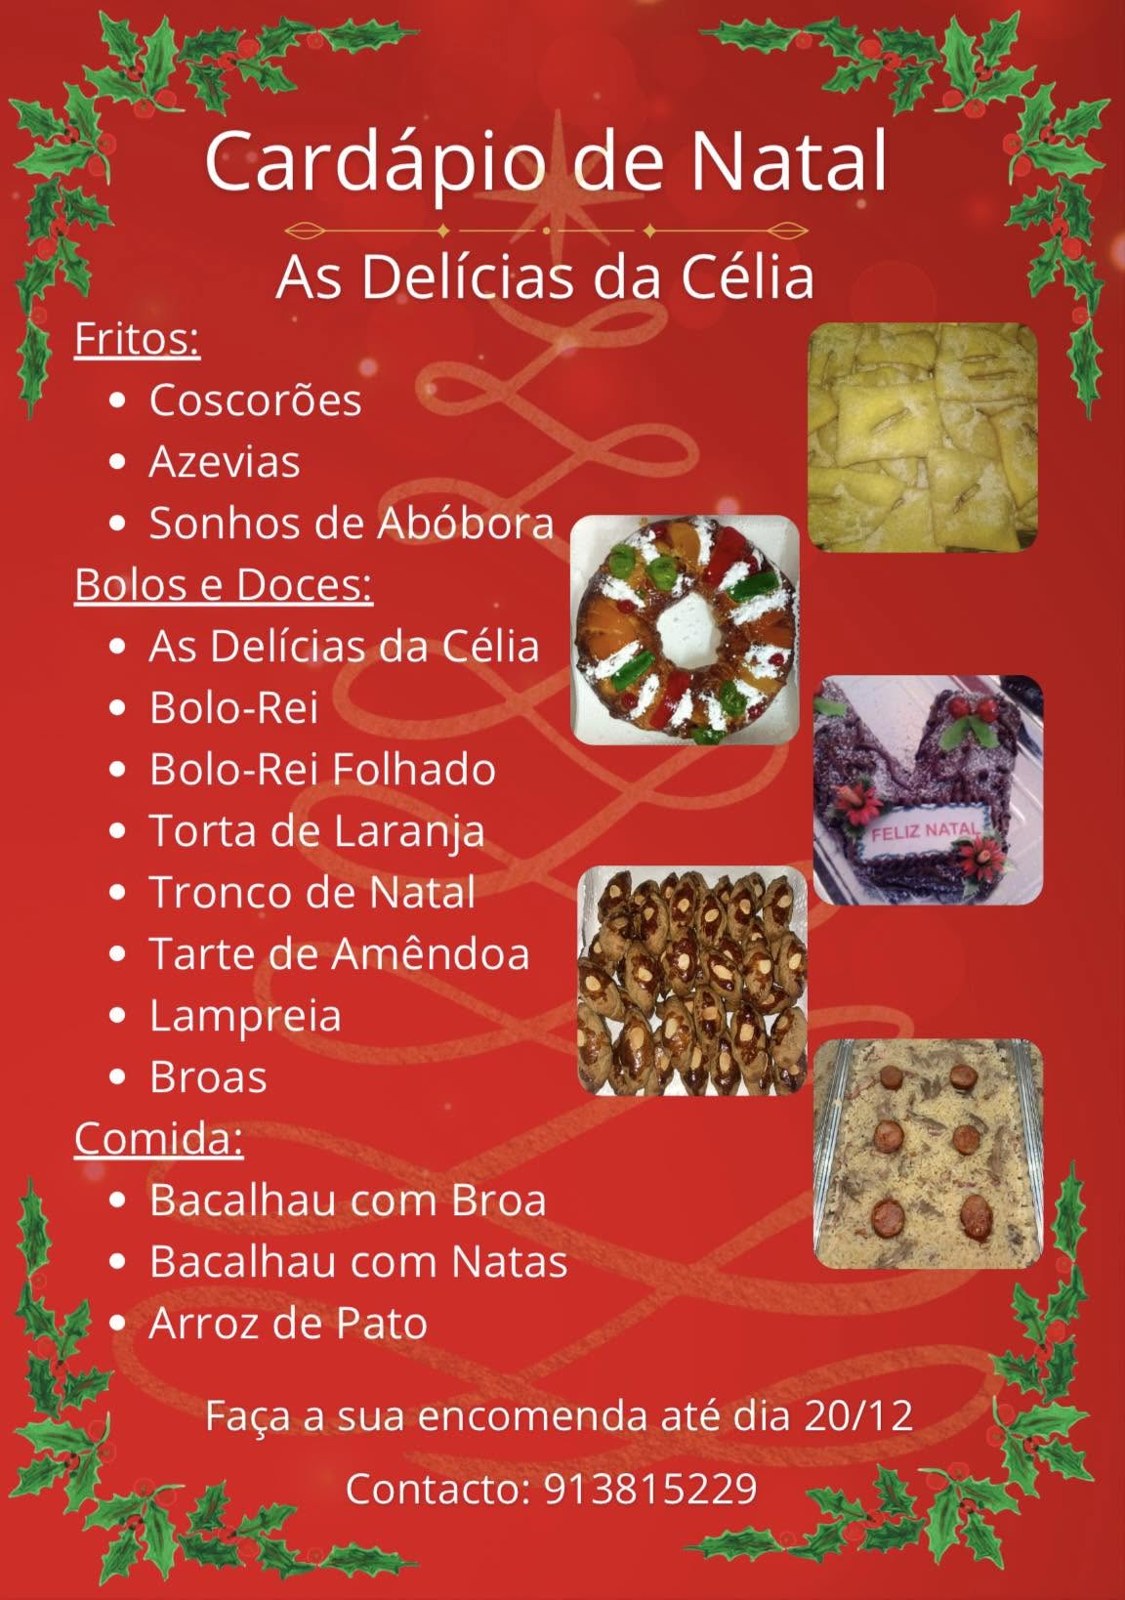 Cardápio de Natal
As Delícias da Célia
Fritos:
• Coscorões
• Azevias
• Sonhos de Abóbora
Bolos e Doces:
• As Delícias da Célia
• Bolo-Rei
• Bolo-Rei Folhado
• Torta de Laranja
• Tronco de Natal
• Tarte de Amêndoa
• Lampreia
• Broas
Comida:
• Bacalhau com Broa
• Bacalhau com Natas
• Arroz de Pato
FELIZ NATAL
Faça a sua encomenda até dia 20/12
Contacto: 913815229